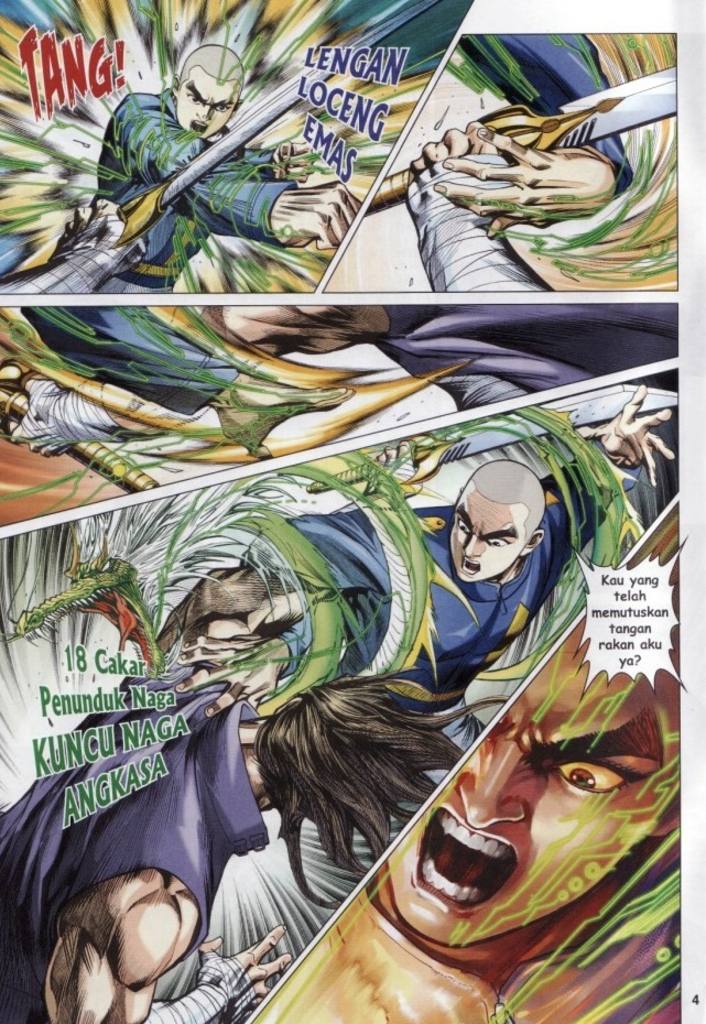 TANG!
LENGAN
LOCENG
EMAS
Kau yang
telah
memutuskan
tangan
rakan aku
ya?
18 Cakar
Penunduk Naga
KUNCU NAGA
ANGKASA
4